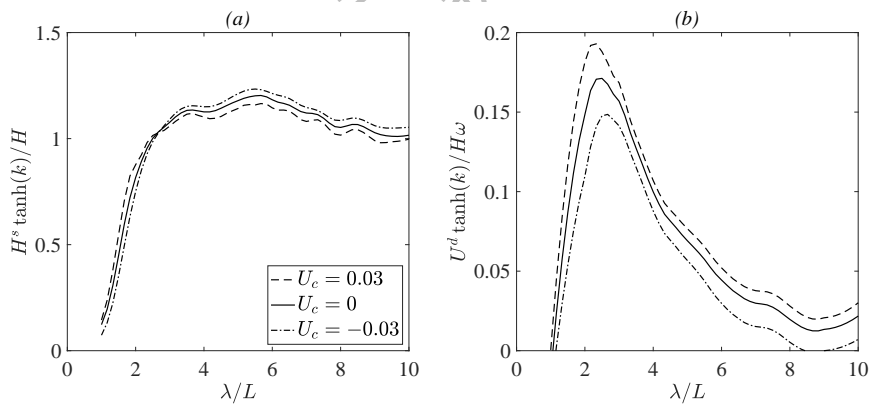 (a)
1.5
1
0.5
0
H^s tanh(k)/H
0 2 4 6 8 10
λ/L
U_c = 0.03
U_c = 0
U_c = −0.03
(b)
0.2
0.15
0.1
0.05
0
U^d tanh(k)/Hω
0 2 4 6 8 10
λ/L